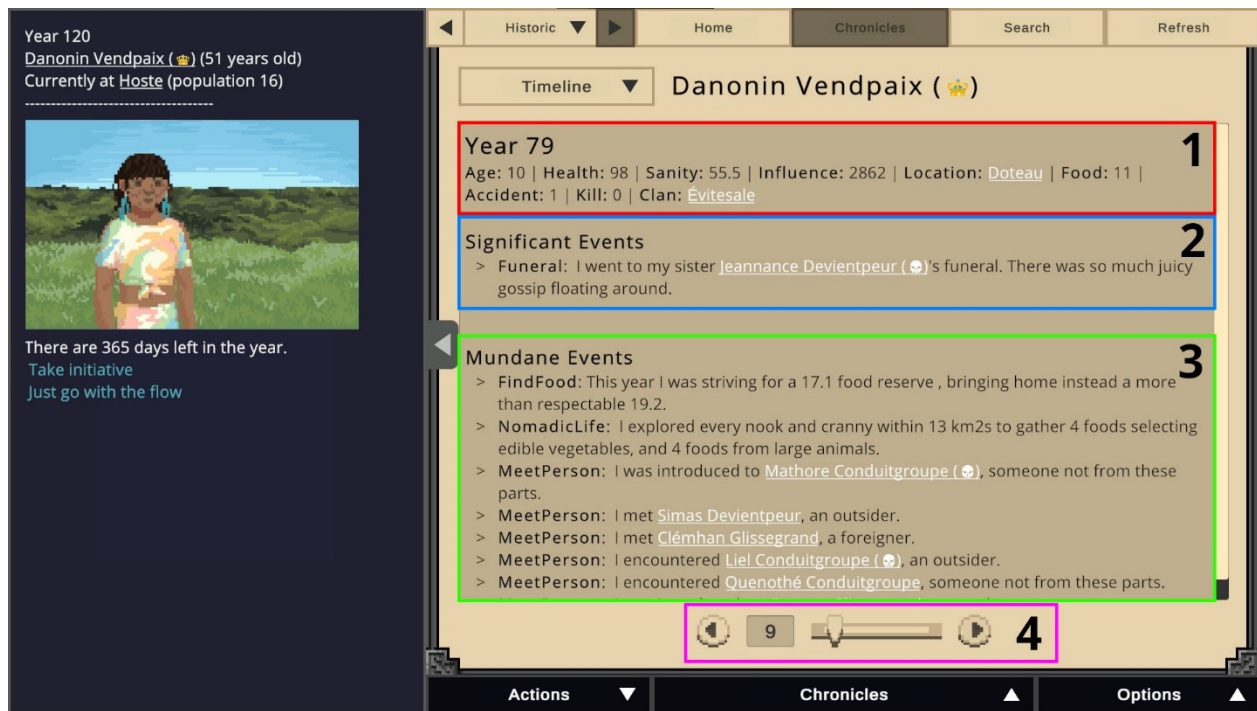 Year 120
Danonin Vendpaix (👑) (51 years old)
Currently at Hoste (population 16)
------------------------------------
There are 365 days left in the year.
Take initiative
Just go with the flow
Historic
Home
Chronicles
Search
Refresh
Timeline
Danonin Vendpaix (👑)
1
Year 79
Age: 10 | Health: 98 | Sanity: 55.5 | Influence: 2862 | Location: Doteau | Food: 11 |
Accident: 1 | Kill: 0 | Clan: Évitesale
2
Significant Events
> Funeral: I went to my sister Jeannance Devientpeur (💀)'s funeral. There was so much juicy
gossip floating around.
3
Mundane Events
> FindFood: This year I was striving for a 17.1 food reserve , bringing home instead a more
than respectable 19.2.
> NomadicLife: I explored every nook and cranny within 13 km2s to gather 4 foods selecting
edible vegetables, and 4 foods from large animals.
> MeetPerson: I was introduced to Mathore Conduitgroupe (💀), someone not from these
parts.
> MeetPerson: I met Simas Devientpeur, an outsider.
> MeetPerson: I met Clémhan Glissegrand, a foreigner.
> MeetPerson: I encountered Liel Conduitgroupe (💀), an outsider.
> MeetPerson: I encountered Quenothé Conduitgroupe, someone not from these parts.
9
4
Actions
Chronicles
Options